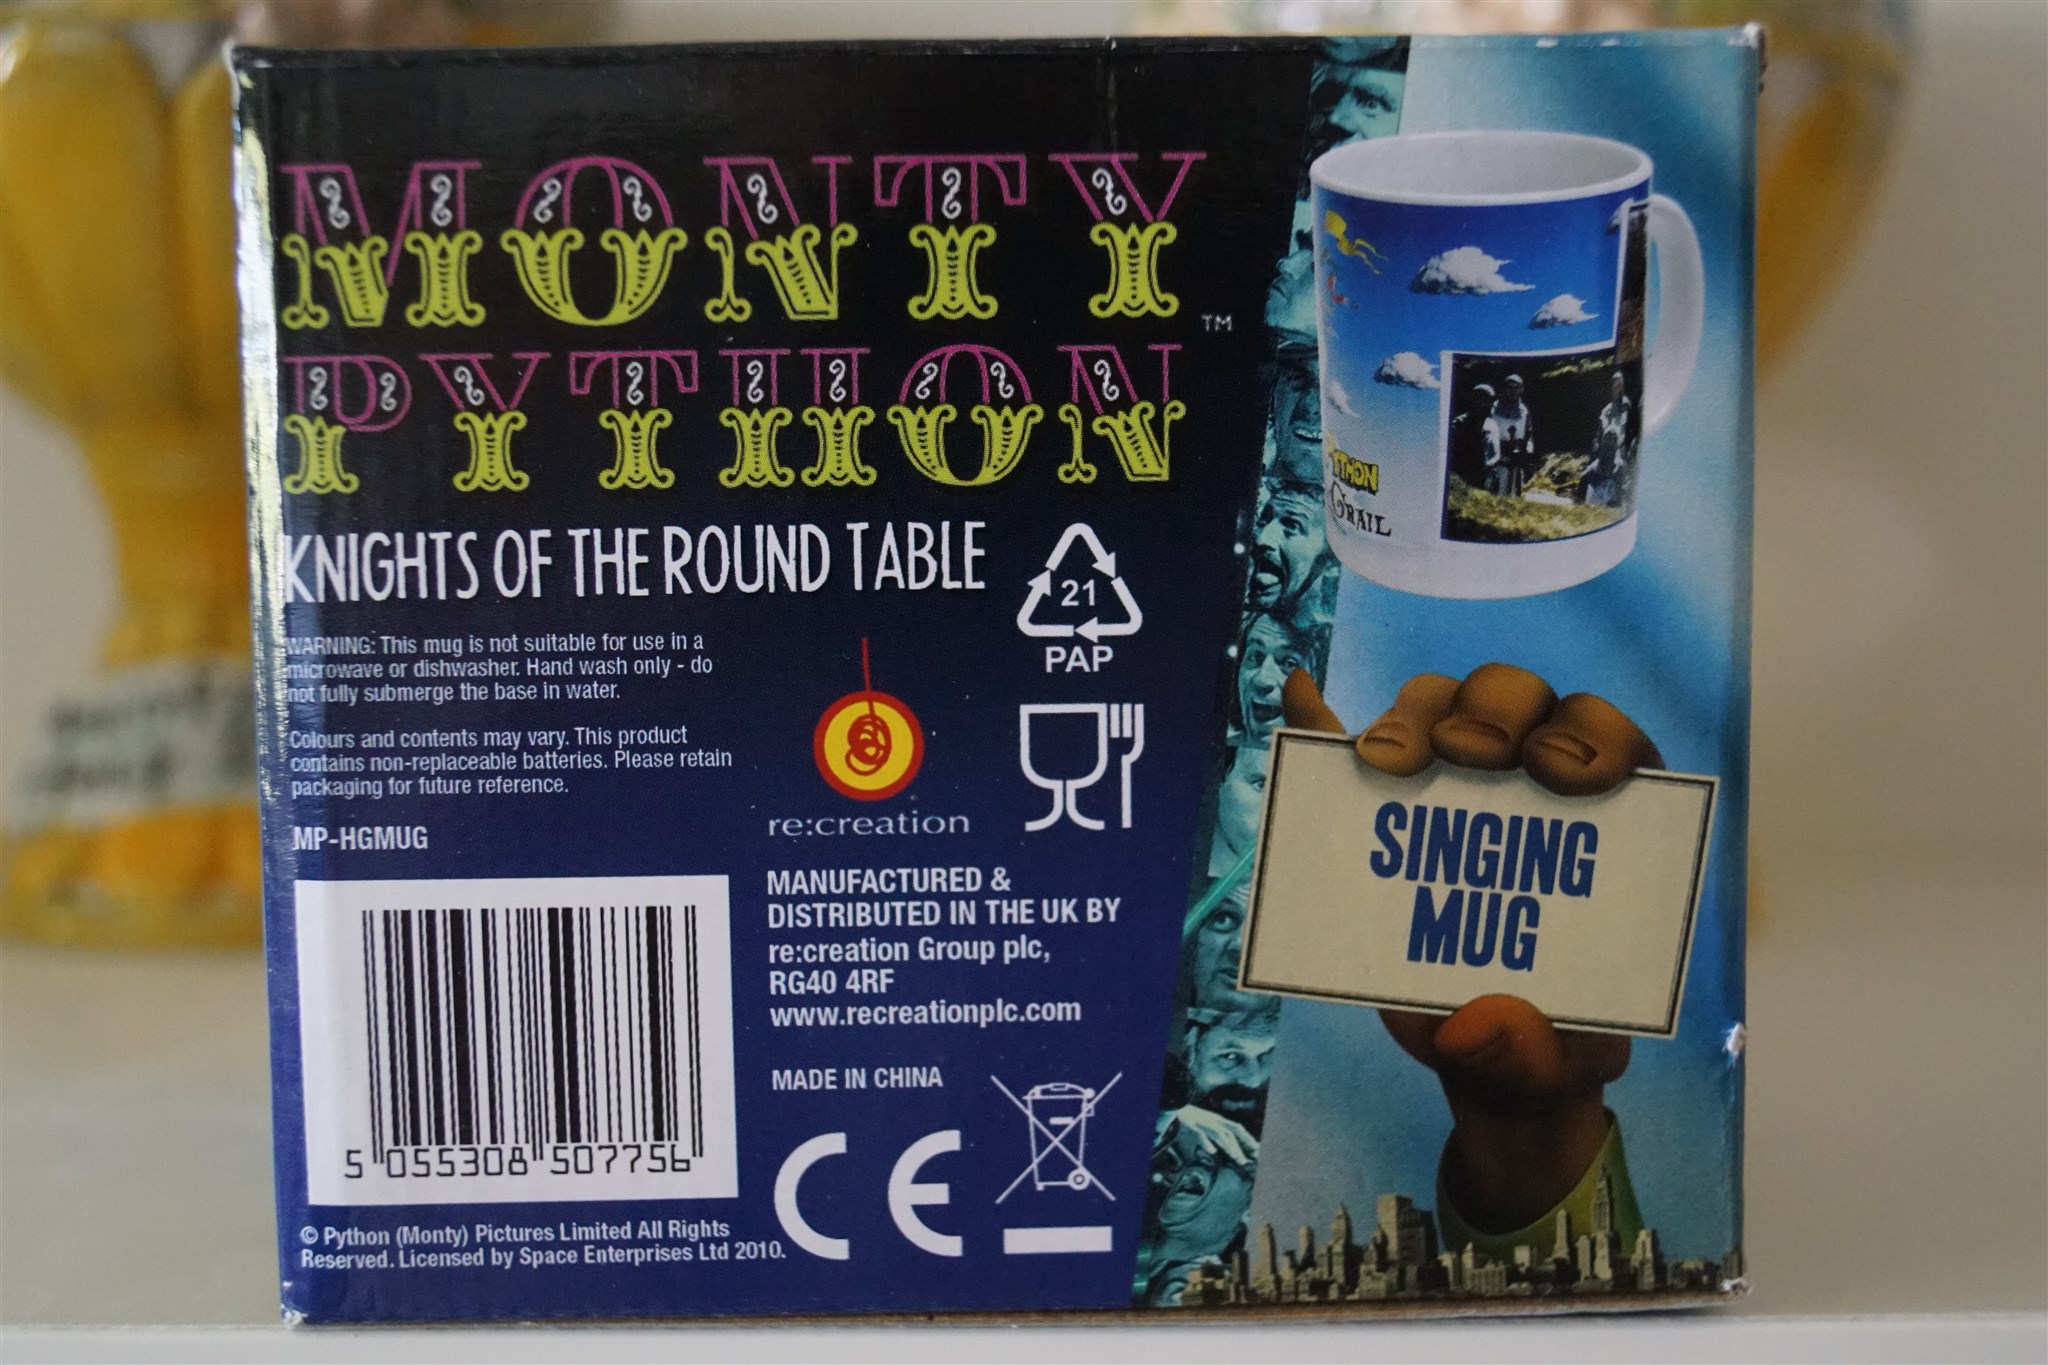 MONTY
™
PYTHON
KNIGHTS OF THE ROUND TABLE
WARNING: This mug is not suitable for use in a
microwave or dishwasher. Hand wash only - do
not fully submerge the base in water.
Colours and contents may vary. This product
contains non-replaceable batteries. Please retain
packaging for future reference.
MP-HGMUG
21
PAP
re:creation
MANUFACTURED &
DISTRIBUTED IN THE UK BY
re:creation Group plc,
RG40 4RF
www.recreationplc.com
MADE IN CHINA
CE
5 055308 507756
© Python (Monty) Pictures Limited All Rights
Reserved. Licensed by Space Enterprises Ltd 2010.
YTHON
GRAIL
SINGING
MUG